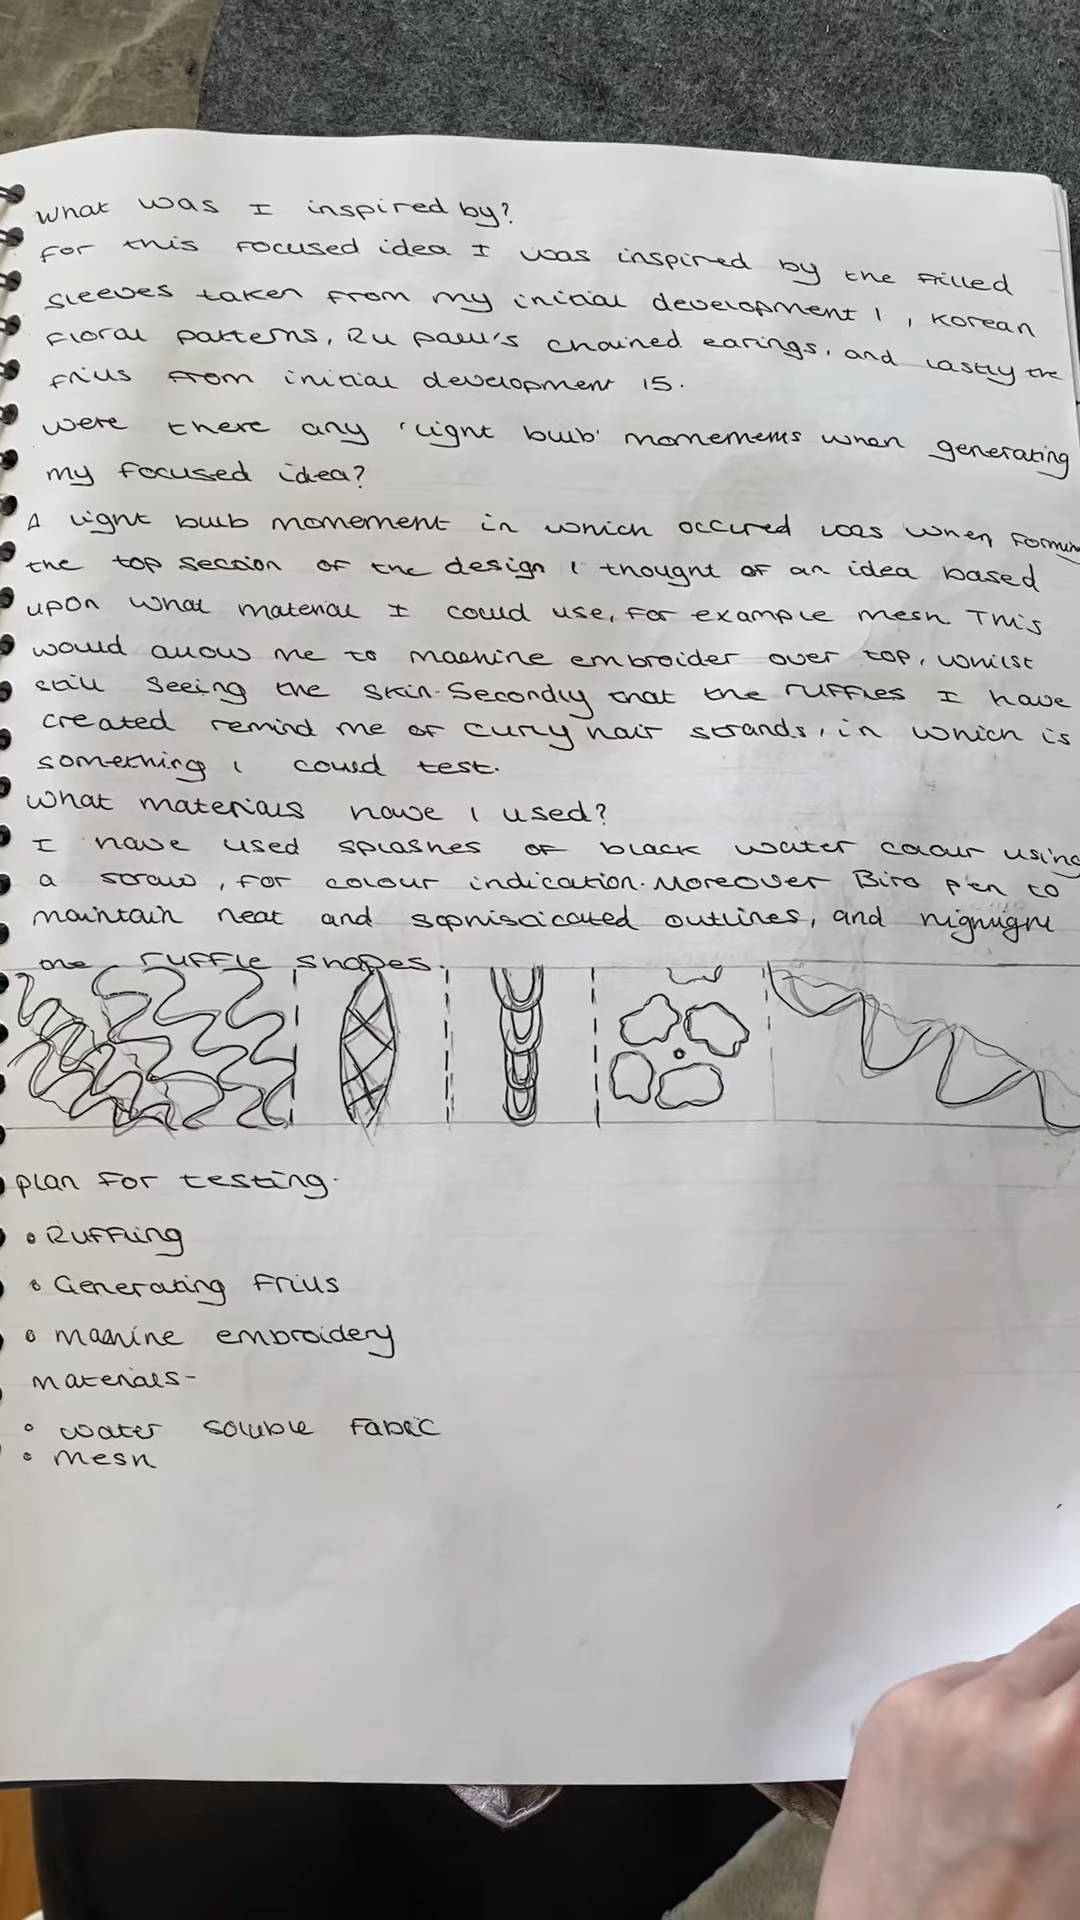 What was I inspired by?
For this focused idea I was inspired by the frilled
sleeves taken from my initial development 1, Korean
floral patterns, Ru paul's chained earings, and lastly the
frills from initial development 15.
were there any 'light bulb' momements when generating
my focused idea?
A light bulb momement in which occured was when forming
the top section of the design I thought of an idea based
upon what material I could use, for example mesh This
would allow me to machine embroider over top, whilst
still seeing the skin. Secondly that the ruffles I have
created remind me of curly hair strands, in which is
something I could test.
What materials have I used?
I have used splashes of black water colour using
a straw, for colour indication. Moreover Biro pen to
maintain neat and sophisticated outlines, and highlight
the ruffle shapes.
plan for testing-
• Ruffling
• Generating frills
• machine embroidery
materials-
• water soluble fabric
• mesh